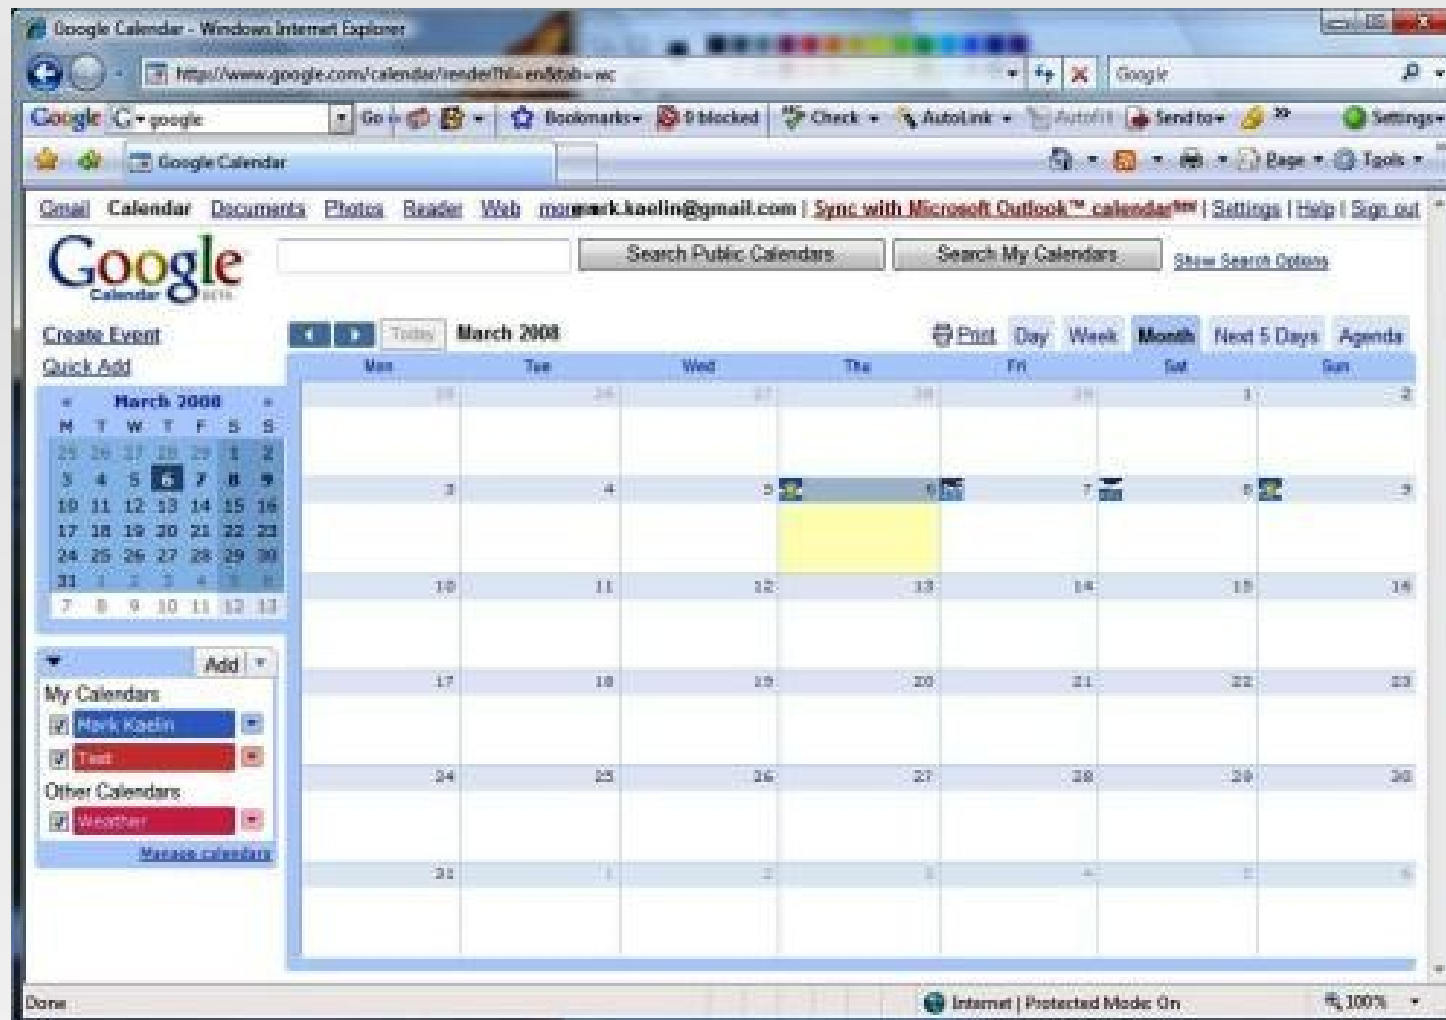 Google Calendar - Windows Internet Explorer
http://www.google.com/calendar/render?hl=en&tab=wc Google
Google G google Go Bookmarks 9 blocked Check AutoLink Autofill Send to Settings
Google Calendar Page Tools
Gmail Calendar Documents Photos Reader Web more mark.kaelin@gmail.com | Sync with Microsoft Outlook™ calendar New | Settings | Help | Sign out
Google Calendar BETA
Search Public Calendars Search My Calendars Show Search Options
Create Event
Quick Add
Today March 2008 Print Day Week Month Next 5 Days Agenda
March 2008
M T W T F S S
25 26 27 28 29 1 2
3 4 5 6 7 8 9
10 11 12 13 14 15 16
17 18 19 20 21 22 23
24 25 26 27 28 29 30
31 1 2 3 4 5 6
7 8 9 10 11 12 13
Add
My Calendars
Mark Kaelin
Test
Other Calendars
Weather
Manage calendars
Mon Tue Wed Thu Fri Sat Sun
25 26 27 28 29 1 2
3 4 5 6 7 8 9
10 11 12 13 14 15 16
17 18 19 20 21 22 23
24 25 26 27 28 29 30
31 1 2 3 4 5 6
Done Internet | Protected Mode: On 100%